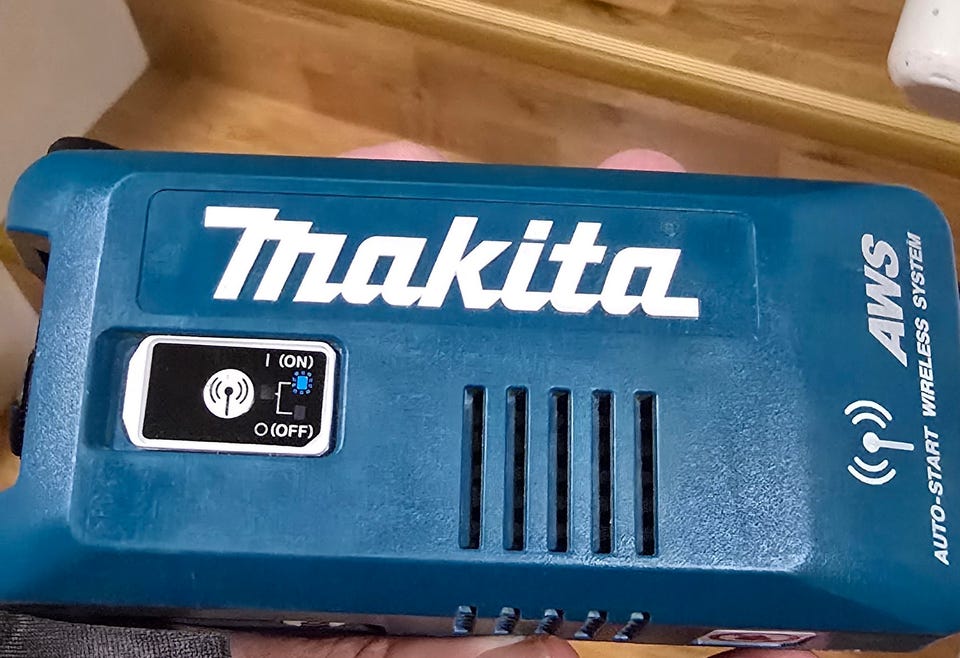 makita
I (ON)
O (OFF)
AWS
AUTO-START WIRELESS SYSTEM